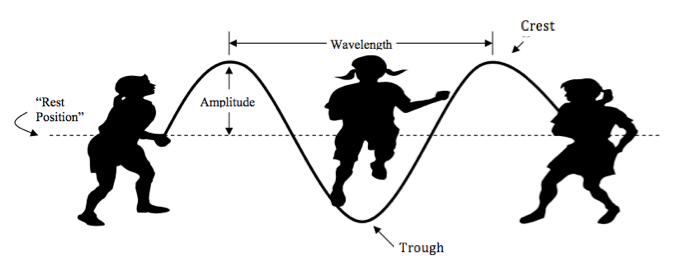 Crest
Wavelength
Amplitude
“Rest
Position”
Trough